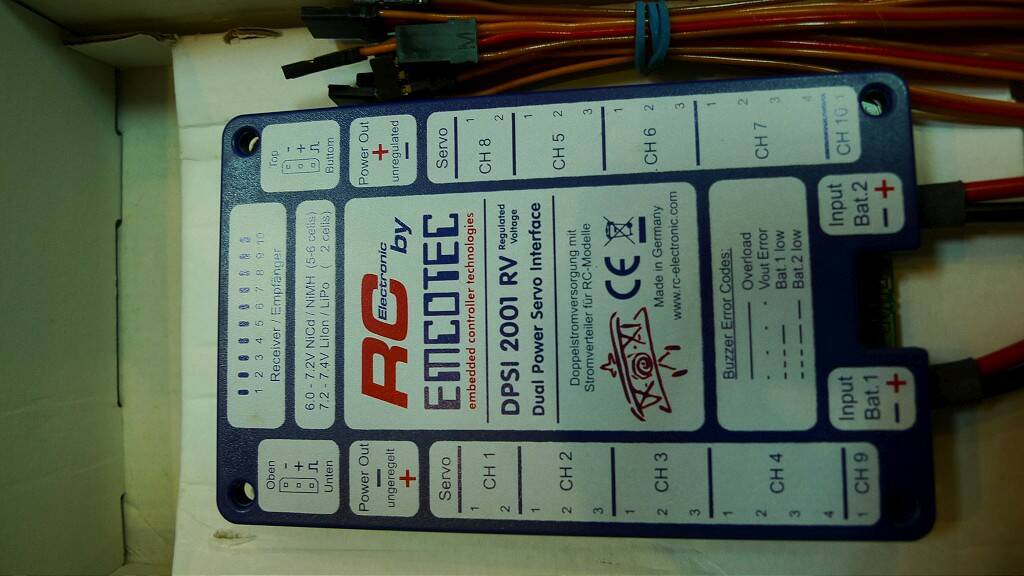 Oben
- +
Unten
1 2 3 4 5 6 7 8 9 10
Receiver / Empfänger
Top
- +
Buttom
6.0 - 7.2V NiCd / NiMH (5-6 cells)
7.2 - 7.4V LiIon / LiPo ( 2 cells)
Power Out
- +
ungeregelt
RC Electronic by
EMCOTEC
embedded controller technologies
DPSI 2001 RV Regulated Voltage
Dual Power Servo Interface
Doppelstromversorgung mit
Stromverteiler für RC-Modelle
CE
Made in Germany
www.rc-electronic.com
Power Out
+ -
unregulated
Servo
1
CH 1
2
1
CH 2
2
3
1
CH 3
2
3
1
CH 4
2
3
4
CH 9 1
Servo
CH 8
1
2
CH 5
1
2
3
CH 6
1
2
3
CH 7
1
2
3
4
CH 10 1
Buzzer Error Codes:
Overload
Vout Error
Bat.1 low
Bat.2 low
Input
Bat.1
- +
Input
Bat.2
- +
M